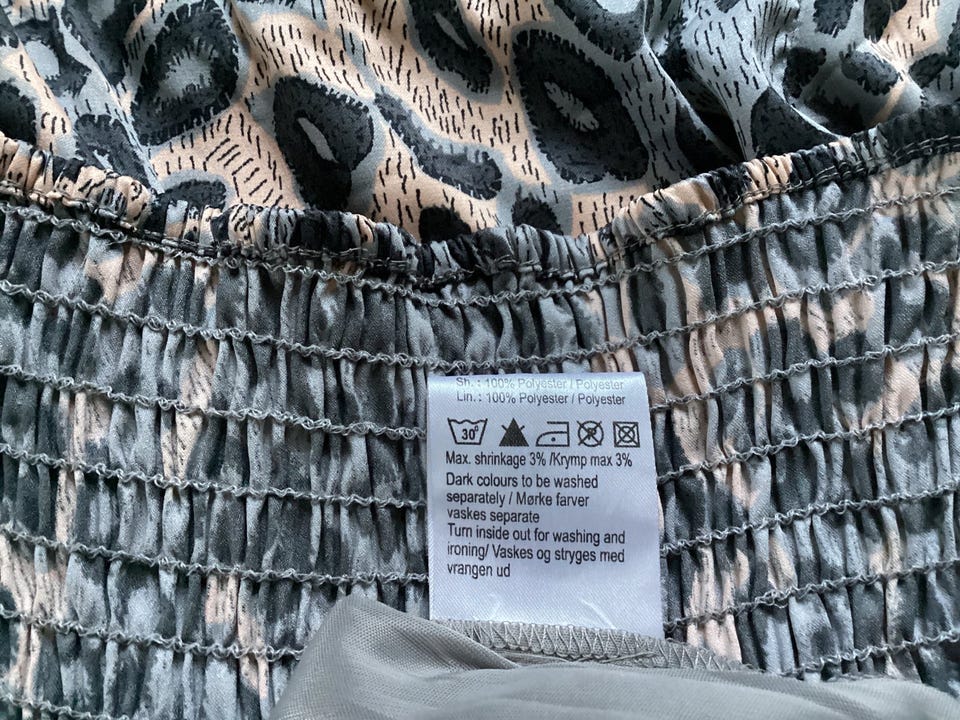 Sh. : 100% Polyester / Polyester
Lin. : 100% Polyester / Polyester
30°
Max. shrinkage 3% /Krymp max 3%
Dark colours to be washed
separately / Mørke farver
vaskes separate
Turn inside out for washing and
ironing/ Vaskes og stryges med
vrangen ud